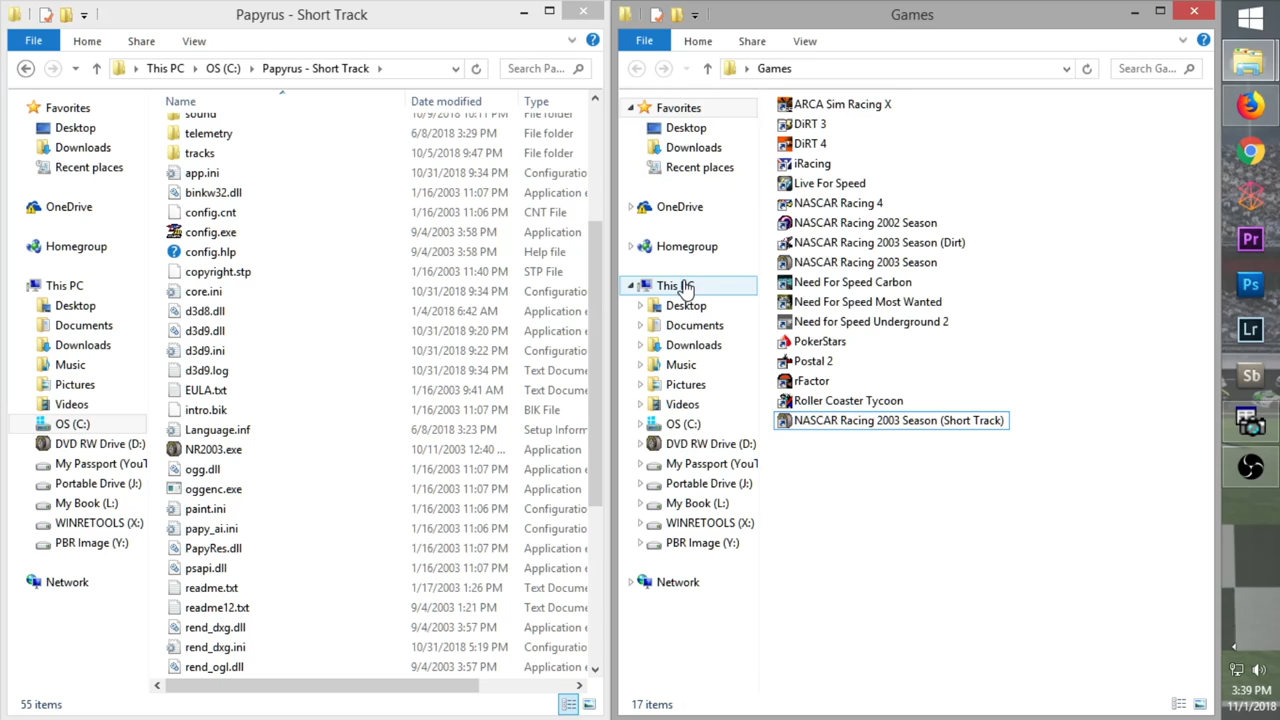 Papyrus - Short Track
File Home Share View
This PC OS (C:) Papyrus - Short Track Search Pa...
Favorites
Desktop
Downloads
Recent places
OneDrive
Homegroup
This PC
Desktop
Documents
Downloads
Music
Pictures
Videos
OS (C:)
DVD RW Drive (D:)
My Passport (YouT
Portable Drive (J:)
My Book (L:)
WINRETOOLS (X:)
PBR Image (Y:)
Network
Name Date modified Type
sound 10/9/2018 10:11 PM File folder
telemetry 6/8/2018 3:29 PM File folder
tracks 10/5/2018 9:47 PM File folder
app.ini 10/31/2018 9:34 PM Configuratio
binkw32.dll 1/16/2003 11:07 PM Application e
config.cnt 1/16/2003 11:06 PM CNT File
config.exe 9/4/2003 3:58 PM Application
config.hlp 9/4/2003 3:58 PM Help file
copyright.stp 1/16/2003 11:40 PM STP File
core.ini 10/31/2018 9:34 PM Configuratio
d3d8.dll 1/4/2018 6:42 AM Application e
d3d9.dll 10/31/2018 9:20 PM Application e
d3d9.ini 10/31/2018 9:22 PM Configuratio
d3d9.log 10/31/2018 9:34 PM Text Docume
EULA.txt 1/16/2003 9:41 AM Text Docume
intro.bik 1/16/2003 11:07 PM BIK File
Language.inf 6/8/2018 3:23 PM Setup Inform
NR2003.exe 10/11/2003 12:40 ... Application
ogg.dll 1/16/2003 11:07 PM Application e
oggenc.exe 1/16/2003 11:07 PM Application
paint.ini 1/16/2003 11:06 PM Configuratio
papy_ai.ini 1/16/2003 11:06 PM Configuratio
PapyRes.dll 1/16/2003 11:07 PM Application e
psapi.dll 1/16/2003 11:07 PM Application e
readme.txt 1/17/2003 1:26 PM Text Docume
readme12.txt 9/4/2003 1:21 PM Text Docume
rend_dxg.dll 9/4/2003 3:57 PM Application e
rend_dxg.ini 10/31/2018 5:19 PM Configuratio
rend_ogl.dll 9/4/2003 3:57 PM Application e
55 items
Games
File Home Share View
Games Search Ga...
Favorites
Desktop
Downloads
Recent places
OneDrive
Homegroup
This PC
Desktop
Documents
Downloads
Music
Pictures
Videos
OS (C:)
DVD RW Drive (D:)
My Passport (YouT
Portable Drive (J:)
My Book (L:)
WINRETOOLS (X:)
PBR Image (Y:)
Network
ARCA Sim Racing X
DiRT 3
DiRT 4
iRacing
Live For Speed
NASCAR Racing 4
NASCAR Racing 2002 Season
NASCAR Racing 2003 Season (Dirt)
NASCAR Racing 2003 Season
Need For Speed Carbon
Need For Speed Most Wanted
Need for Speed Underground 2
PokerStars
Postal 2
rFactor
Roller Coaster Tycoon
NASCAR Racing 2003 Season (Short Track)
17 items
Pr
Ps
Lr
Sb
3:39 PM
11/1/2018